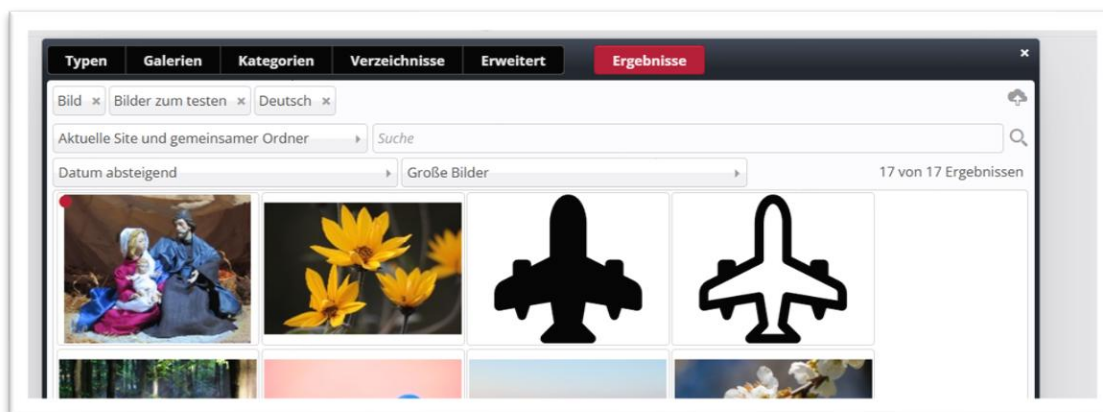 Typen Galerien Kategorien Verzeichnisse Erweitert Ergebnisse ×
Bild × Bilder zum testen × Deutsch ×
Aktuelle Site und gemeinsamer Ordner Suche
Datum absteigend Große Bilder 17 von 17 Ergebnissen